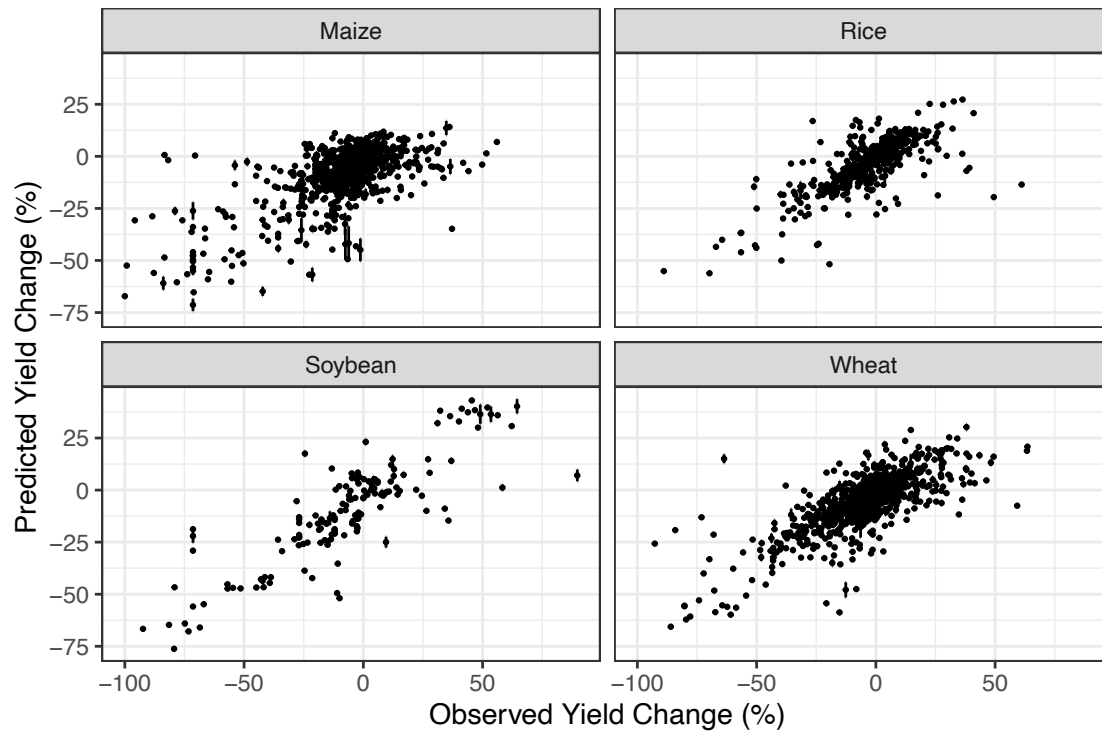 Maize Rice
25
0
−25
−50
−75
Soybean Wheat
25
0
−25
−50
−75
−100 −50 0 50 −100 −50 0 50
Observed Yield Change (%)
Predicted Yield Change (%)